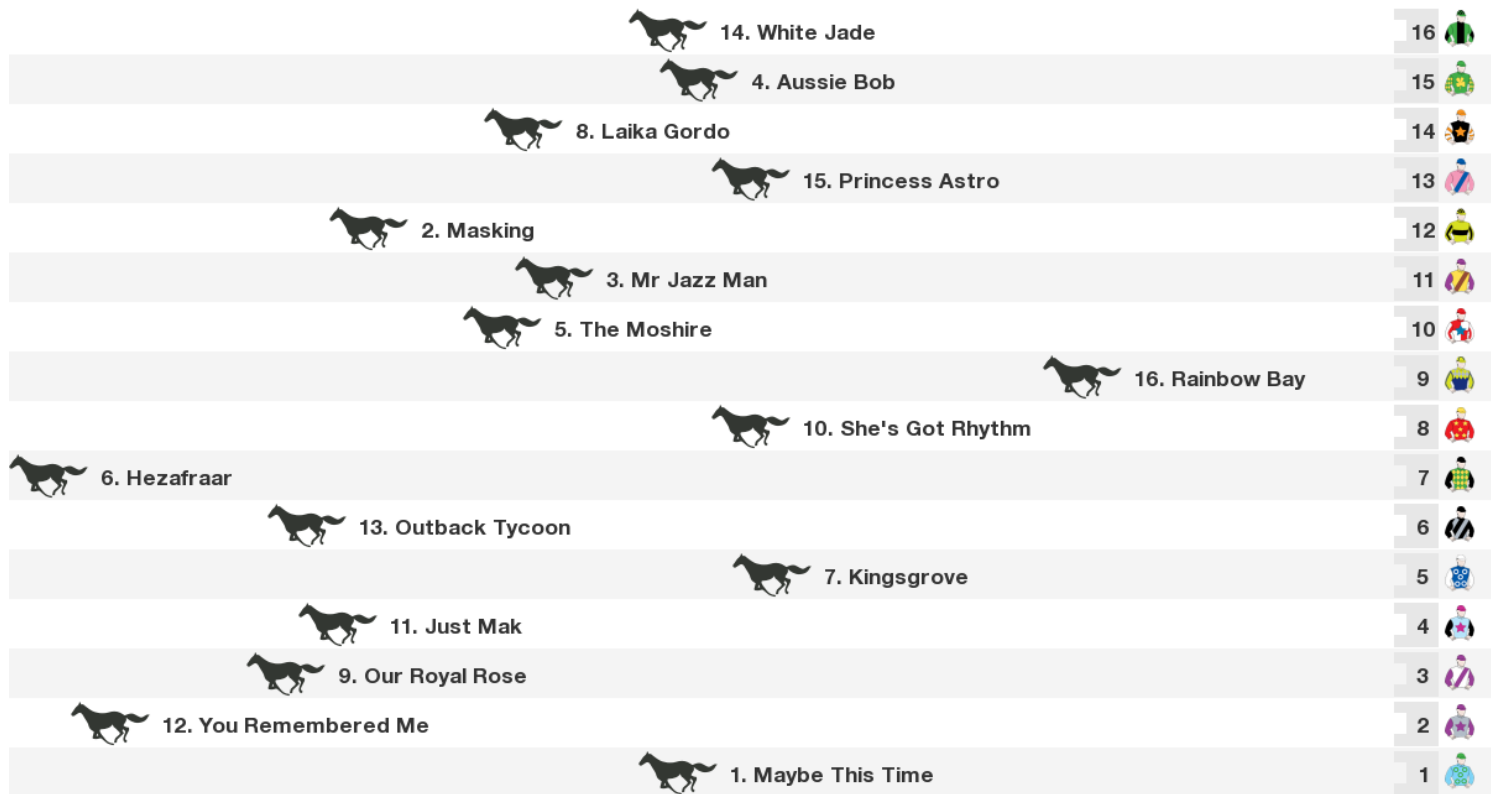 14. White Jade 16
4. Aussie Bob 15
8. Laika Gordo 14
15. Princess Astro 13
2. Masking 12
3. Mr Jazz Man 11
5. The Moshire 10
16. Rainbow Bay 9
10. She's Got Rhythm 8
6. Hezafraar 7
13. Outback Tycoon 6
7. Kingsgrove 5
11. Just Mak 4
9. Our Royal Rose 3
12. You Remembered Me 2
1. Maybe This Time 1